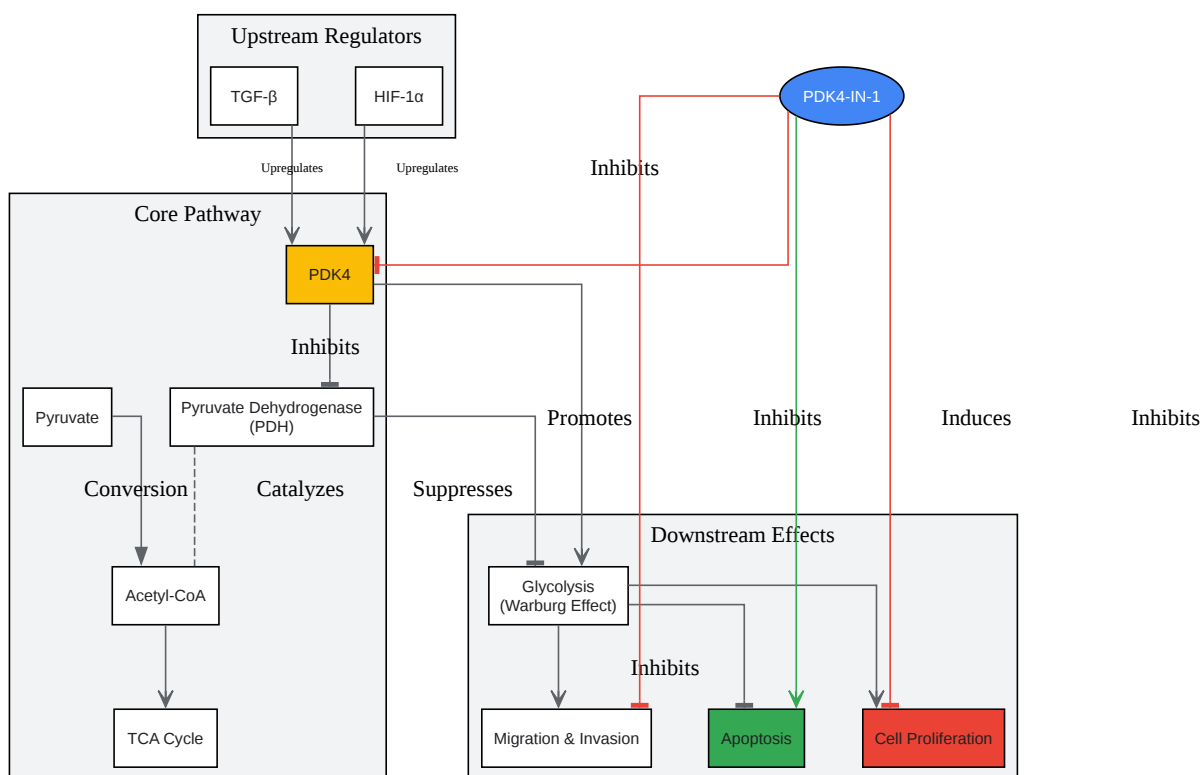 Upstream Regulators
TGF-β
HIF-1α
PDK4-IN-1
Upregulates
Upregulates
Inhibits
Core Pathway
PDK4
Inhibits
Pyruvate
Pyruvate Dehydrogenase
(PDH)
Promotes
Inhibits
Induces
Inhibits
Conversion
Catalyzes
Suppresses
Downstream Effects
Acetyl-CoA
Glycolysis
(Warburg Effect)
Inhibits
TCA Cycle
Migration & Invasion
Apoptosis
Cell Proliferation